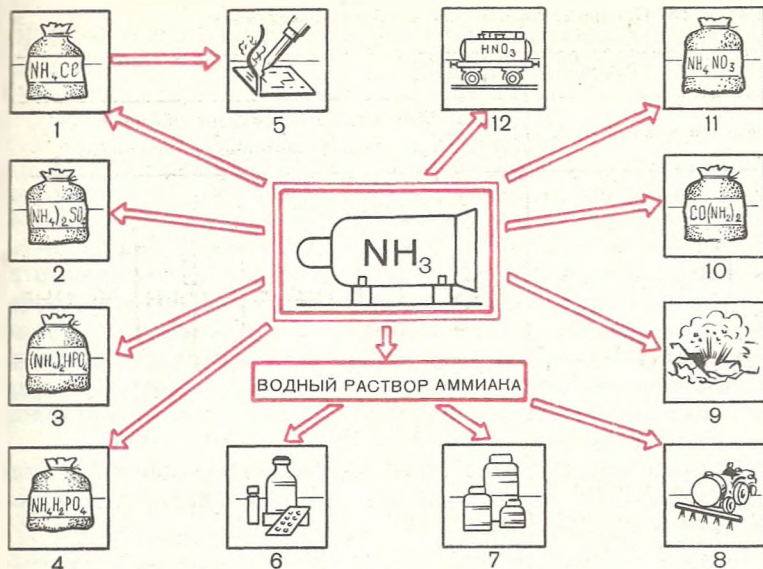 NH₄Cl
1
5
HNO₃
12
NH₄NO₃
11
(NH₄)₂SO₄
2
NH₃
CO(NH₂)₂
10
(NH₄)₂HPO₄
3
9
ВОДНЫЙ РАСТВОР АММИАКА
NH₄H₂PO₄
4
6
7
8